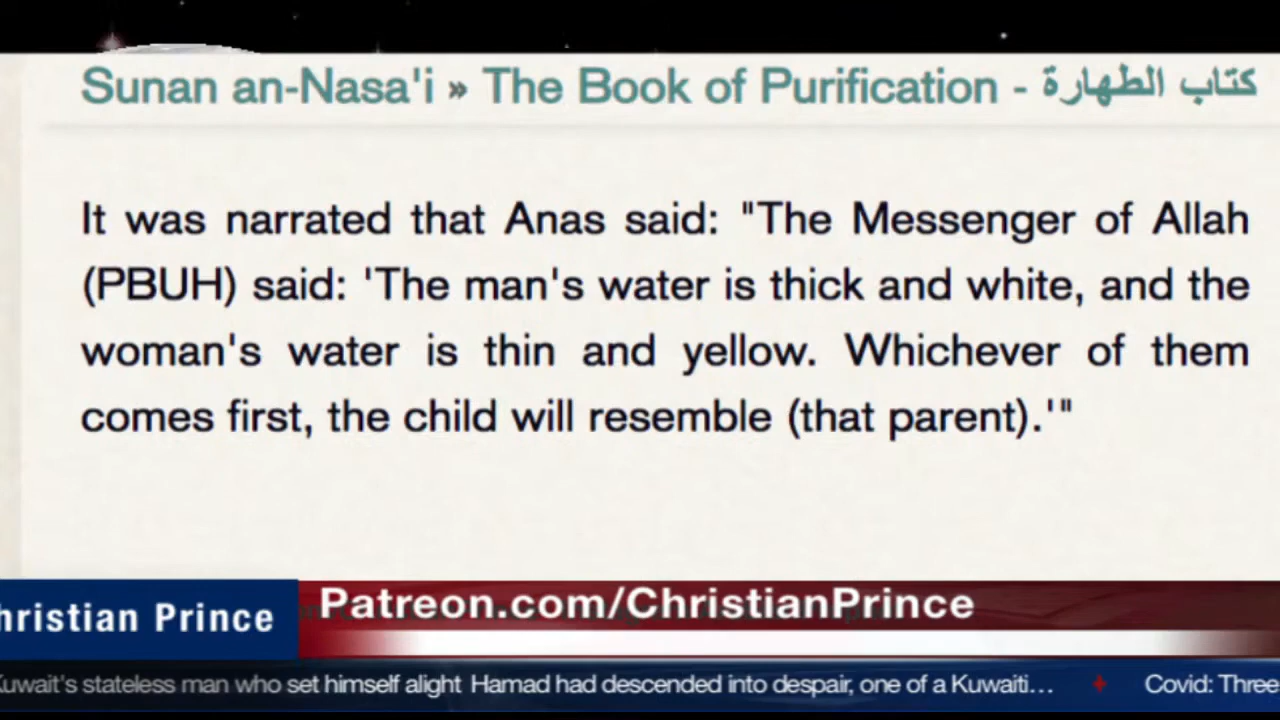 Sunan an-Nasa'i » The Book of Purification - كتاب الطهارة
It was narrated that Anas said: "The Messenger of Allah
(PBUH) said: 'The man's water is thick and white, and the
woman's water is thin and yellow. Whichever of them
comes first, the child will resemble (that parent).'"
hristian Prince
Patreon.com/ChristianPrince
Kuwait's stateless man who set himself alight Hamad had descended into despair, one of a Kuwaiti... Covid: Three